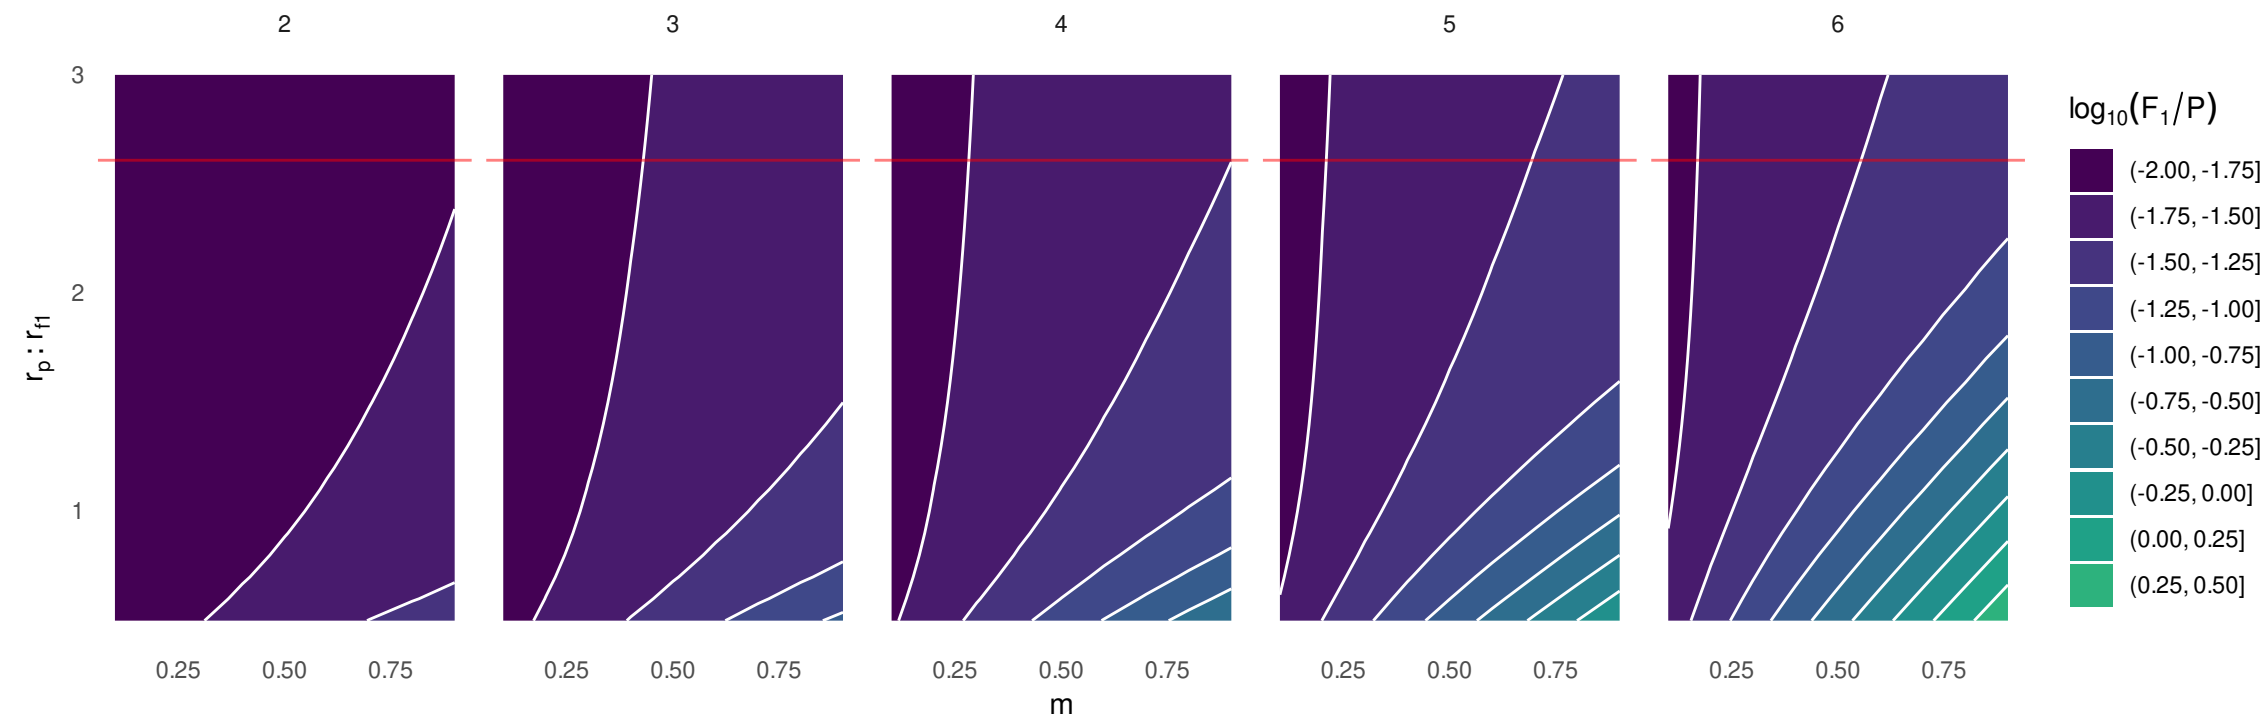 2 3 4 5 6
log₁₀(F₁/P)
3
2
1
rₚ : r_f1
(-2.00, -1.75]
(-1.75, -1.50]
(-1.50, -1.25]
(-1.25, -1.00]
(-1.00, -0.75]
(-0.75, -0.50]
(-0.50, -0.25]
(-0.25, 0.00]
(0.00, 0.25]
(0.25, 0.50]
0.25 0.50 0.75 0.25 0.50 0.75 0.25 0.50 0.75 0.25 0.50 0.75 0.25 0.50 0.75
m